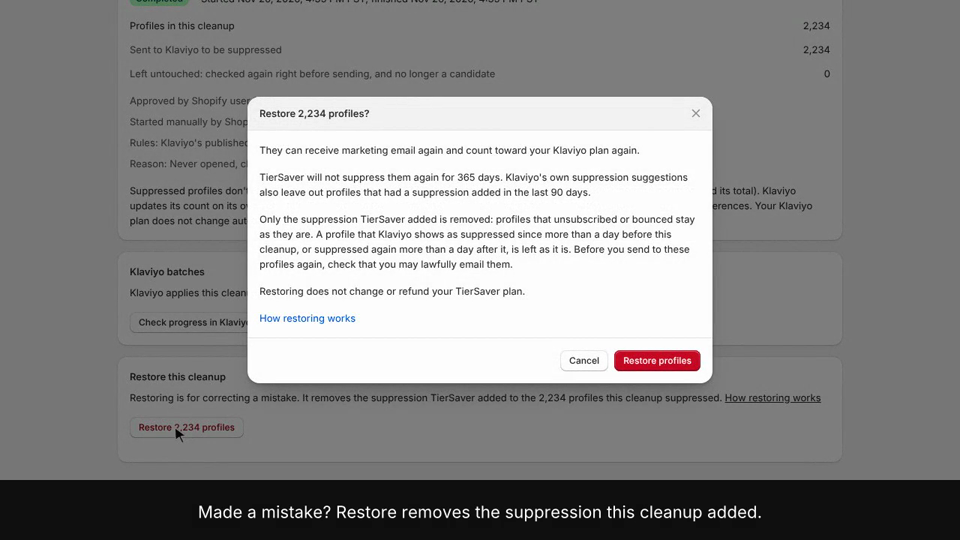 Profiles in this cleanup 2,234
Sent to Klaviyo to be suppressed 2,234
Left untouched: checked again right before sending, and no longer a candidate 0
Approved by Shopify user
Started manually by Shop
Rules: Klaviyo's published
Reason: Never opened, cl
Suppressed profiles don't
d its total). Klaviyo
updates its count on its
erences. Your Klaviyo
plan does not change
Restore 2,234 profiles?
They can receive marketing email again and count toward your Klaviyo plan again.
TierSaver will not suppress them again for 365 days. Klaviyo's own suppression suggestions
also leave out profiles that had a suppression added in the last 90 days.
Only the suppression TierSaver added is removed: profiles that unsubscribed or bounced stay
as they are. A profile that Klaviyo shows as suppressed since more than a day before this
cleanup, or suppressed again more than a day after it, is left as it is. Before you send to these
profiles again, check that you may lawfully email them.
Restoring does not change or refund your TierSaver plan.
How restoring works
Cancel Restore profiles
Klaviyo batches
Klaviyo applies this clean
Check progress in Klaviyo
Restore this cleanup
Restoring is for correcting a mistake. It removes the suppression TierSaver added to the 2,234 profiles this cleanup suppressed. How restoring works
Restore 2,234 profiles
Made a mistake? Restore removes the suppression this cleanup added.